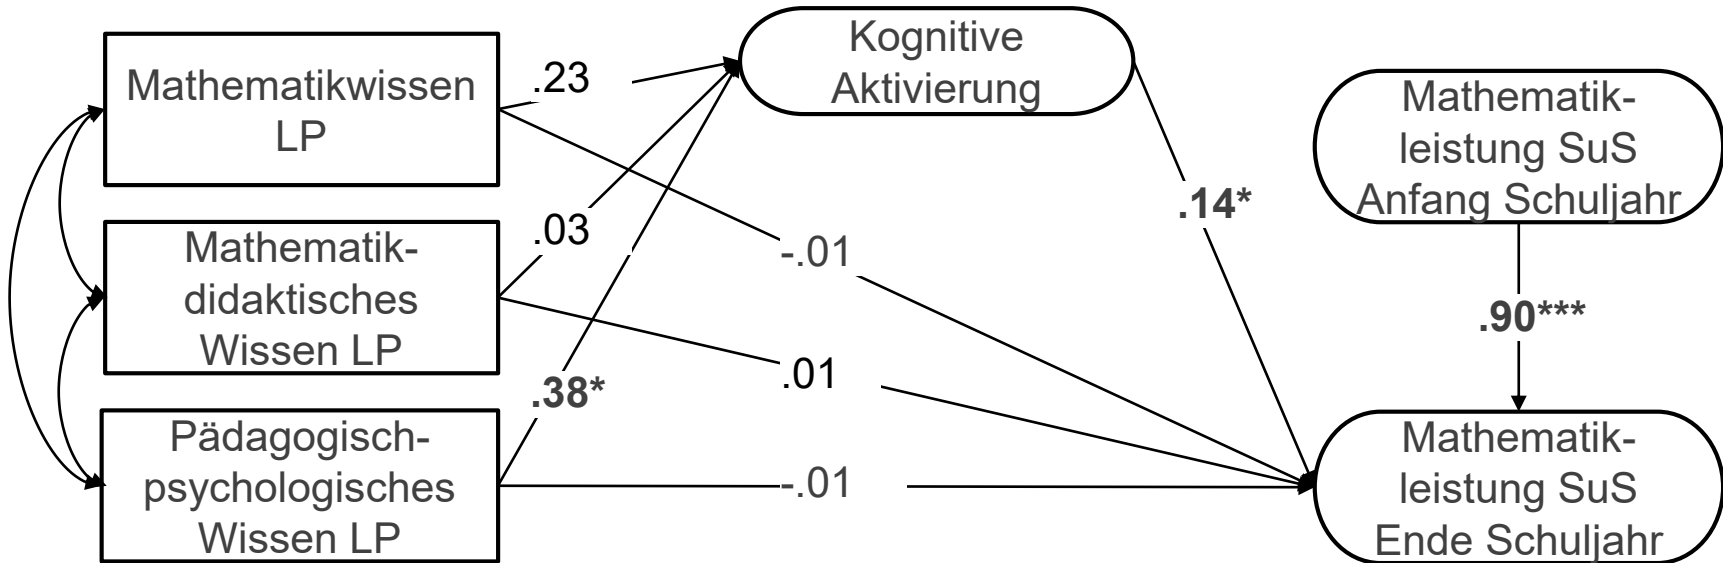 Mathematikwissen
LP
Mathematik-
didaktisches
Wissen LP
Pädagogisch-
psychologisches
Wissen LP
.23
.03
.38*
Kognitive
Aktivierung
-.01
.01
-.01
.14*
Mathematik-
leistung SuS
Anfang Schuljahr
.90***
Mathematik-
leistung SuS
Ende Schuljahr